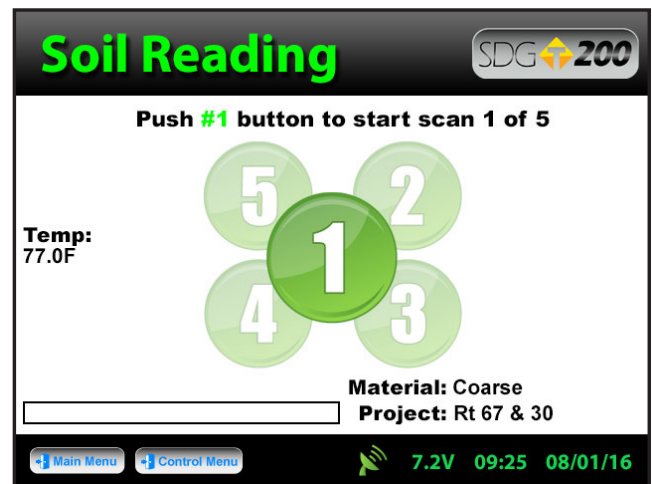 Soil Reading
SDG 200
Push #1 button to start scan 1 of 5
5
2
1
4
3
Temp:
77.0F
Material: Coarse
Project: Rt 67 & 30
Main Menu
Control Menu
7.2V 09:25 08/01/16